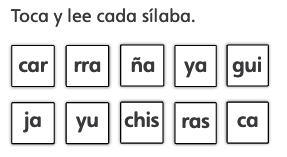 Toca y lee cada sílaba.
car rra ña ya gui
ja yu chis ras ca